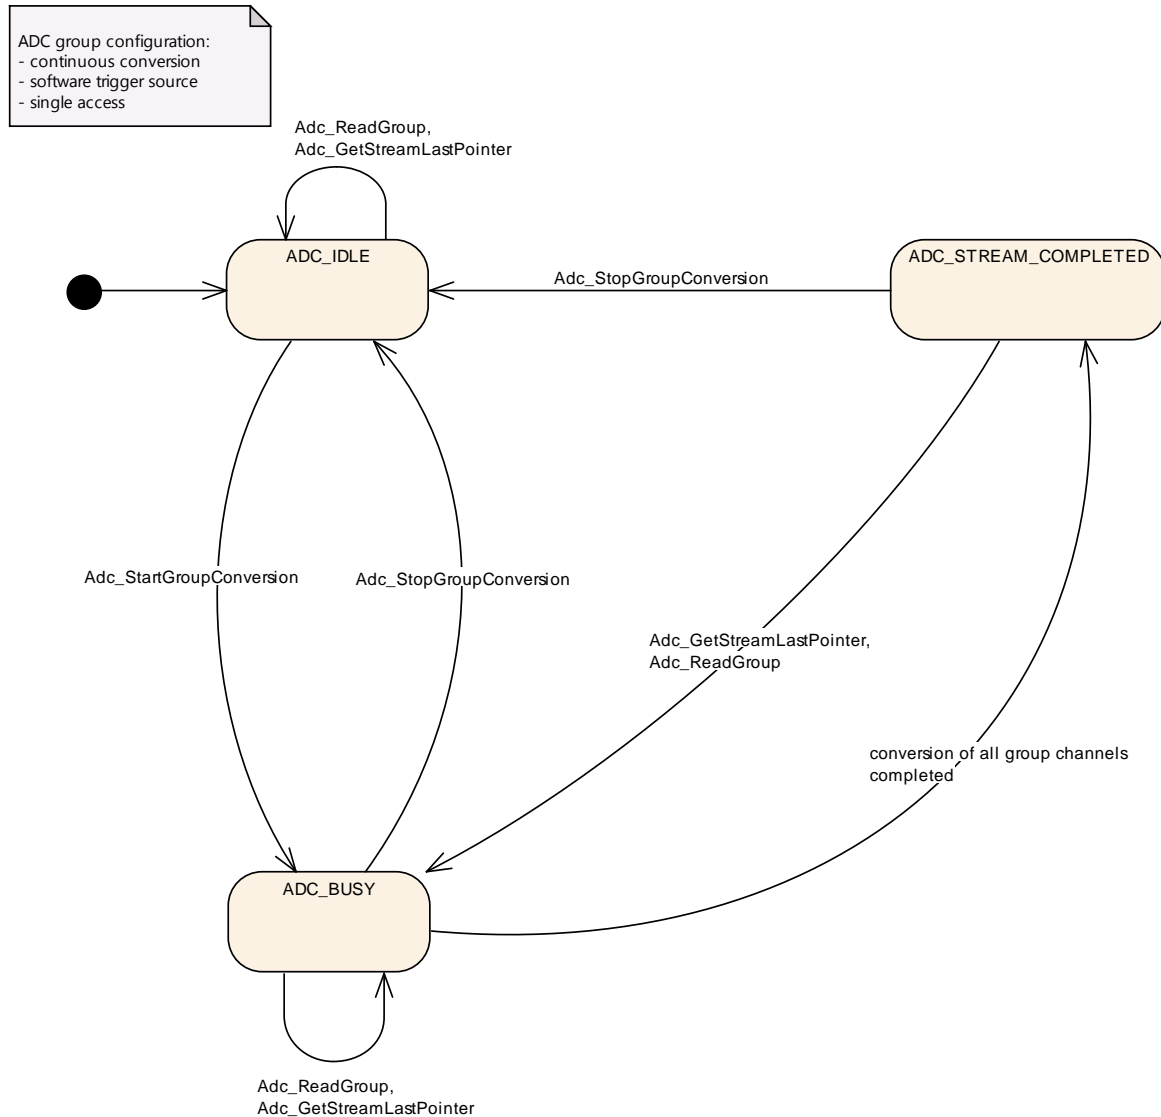 ADC group configuration:
- continuous conversion
- software trigger source
- single access
Adc_ReadGroup,
Adc_GetStreamLastPointer
ADC_IDLE
ADC_STREAM_COMPLETED
Adc_StopGroupConversion
Adc_StartGroupConversion
Adc_StopGroupConversion
Adc_GetStreamLastPointer,
Adc_ReadGroup
conversion of all group channels
completed
ADC_BUSY
Adc_ReadGroup,
Adc_GetStreamLastPointer